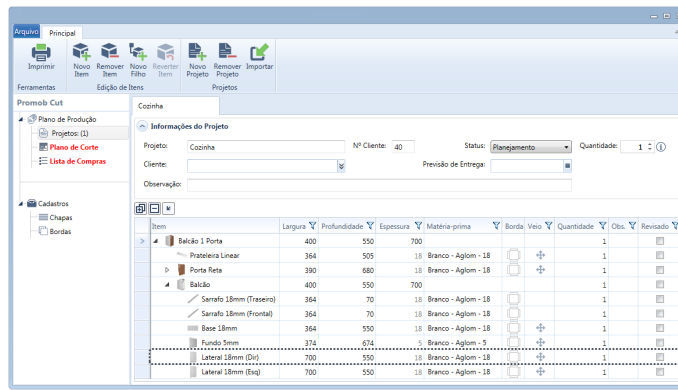 Arquivo Principal
Imprimir Novo Item Remover Item Novo Filho Reverter Item Novo Projeto Remover Projeto Importar
Ferramentas Edição de Itens Projetos
Promob Cut
Plano de Produção
Projetos: (1)
Plano de Corte
Lista de Compras
Cadastros
Chapas
Bordas
Cozinha
Informações do Projeto
Projeto: Cozinha Nº Cliente: 40 Status: Planejamento Quantidade: 1
Cliente: Previsão de Entrega:
Observação:
Item Largura Profundidade Espessura Matéria-prima Borda Veio Quantidade Obs. Revisado
Balcão 1 Porta 400 550 700 1
Prateleira Linear 364 505 18 Branco - Aglom - 18 1
Porta Reta 390 680 18 Branco - Aglom - 18 1
Balcão 400 550 700 1
Sarrafo 18mm (Traseiro) 364 70 18 Branco - Aglom - 18 1
Sarrafo 18mm (Frontal) 364 70 18 Branco - Aglom - 18 1
Base 18mm 364 550 18 Branco - Aglom - 18 1
Fundo 5mm 374 674 5 Branco - Aglom - 5 1
Lateral 18mm (Dir) 700 550 18 Branco - Aglom - 18 1
Lateral 18mm (Esq) 700 550 18 Branco - Aglom - 18 1